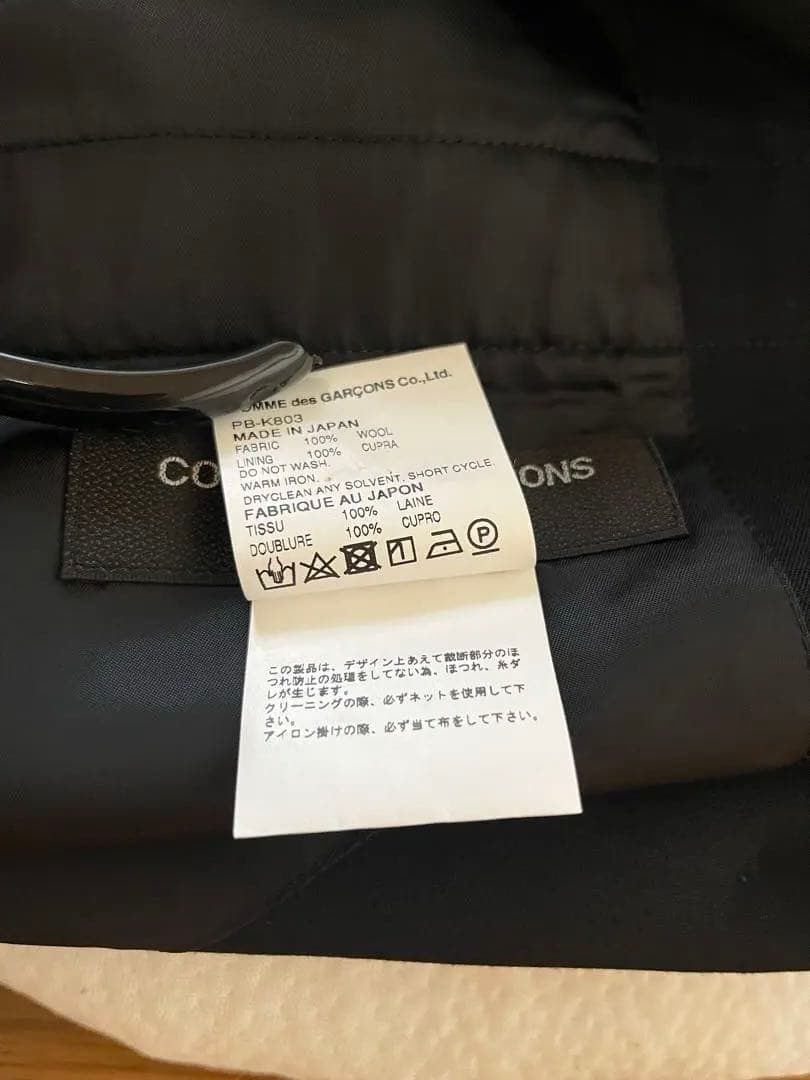 OMME des GARÇONS Co.,Ltd.
PB-K803
MADE IN JAPAN
FABRIC 100% WOOL
LINING 100% CUPRA
DO NOT WASH.
WARM IRON.
DRYCLEAN ANY SOLVENT. SHORT CYCLE.
FABRIQUE AU JAPON
TISSU 100% LAINE
DOUBLURE 100% CUPRO
P
CO ONS
この製品は、デザイン上あえて裁断部分のほ
つれ防止の処理をしてない為、ほつれ、糸ダ
レが生じます。
クリーニングの際、必ずネットを使用して下
さい。
アイロン掛けの際、必ず当て布をして下さい。